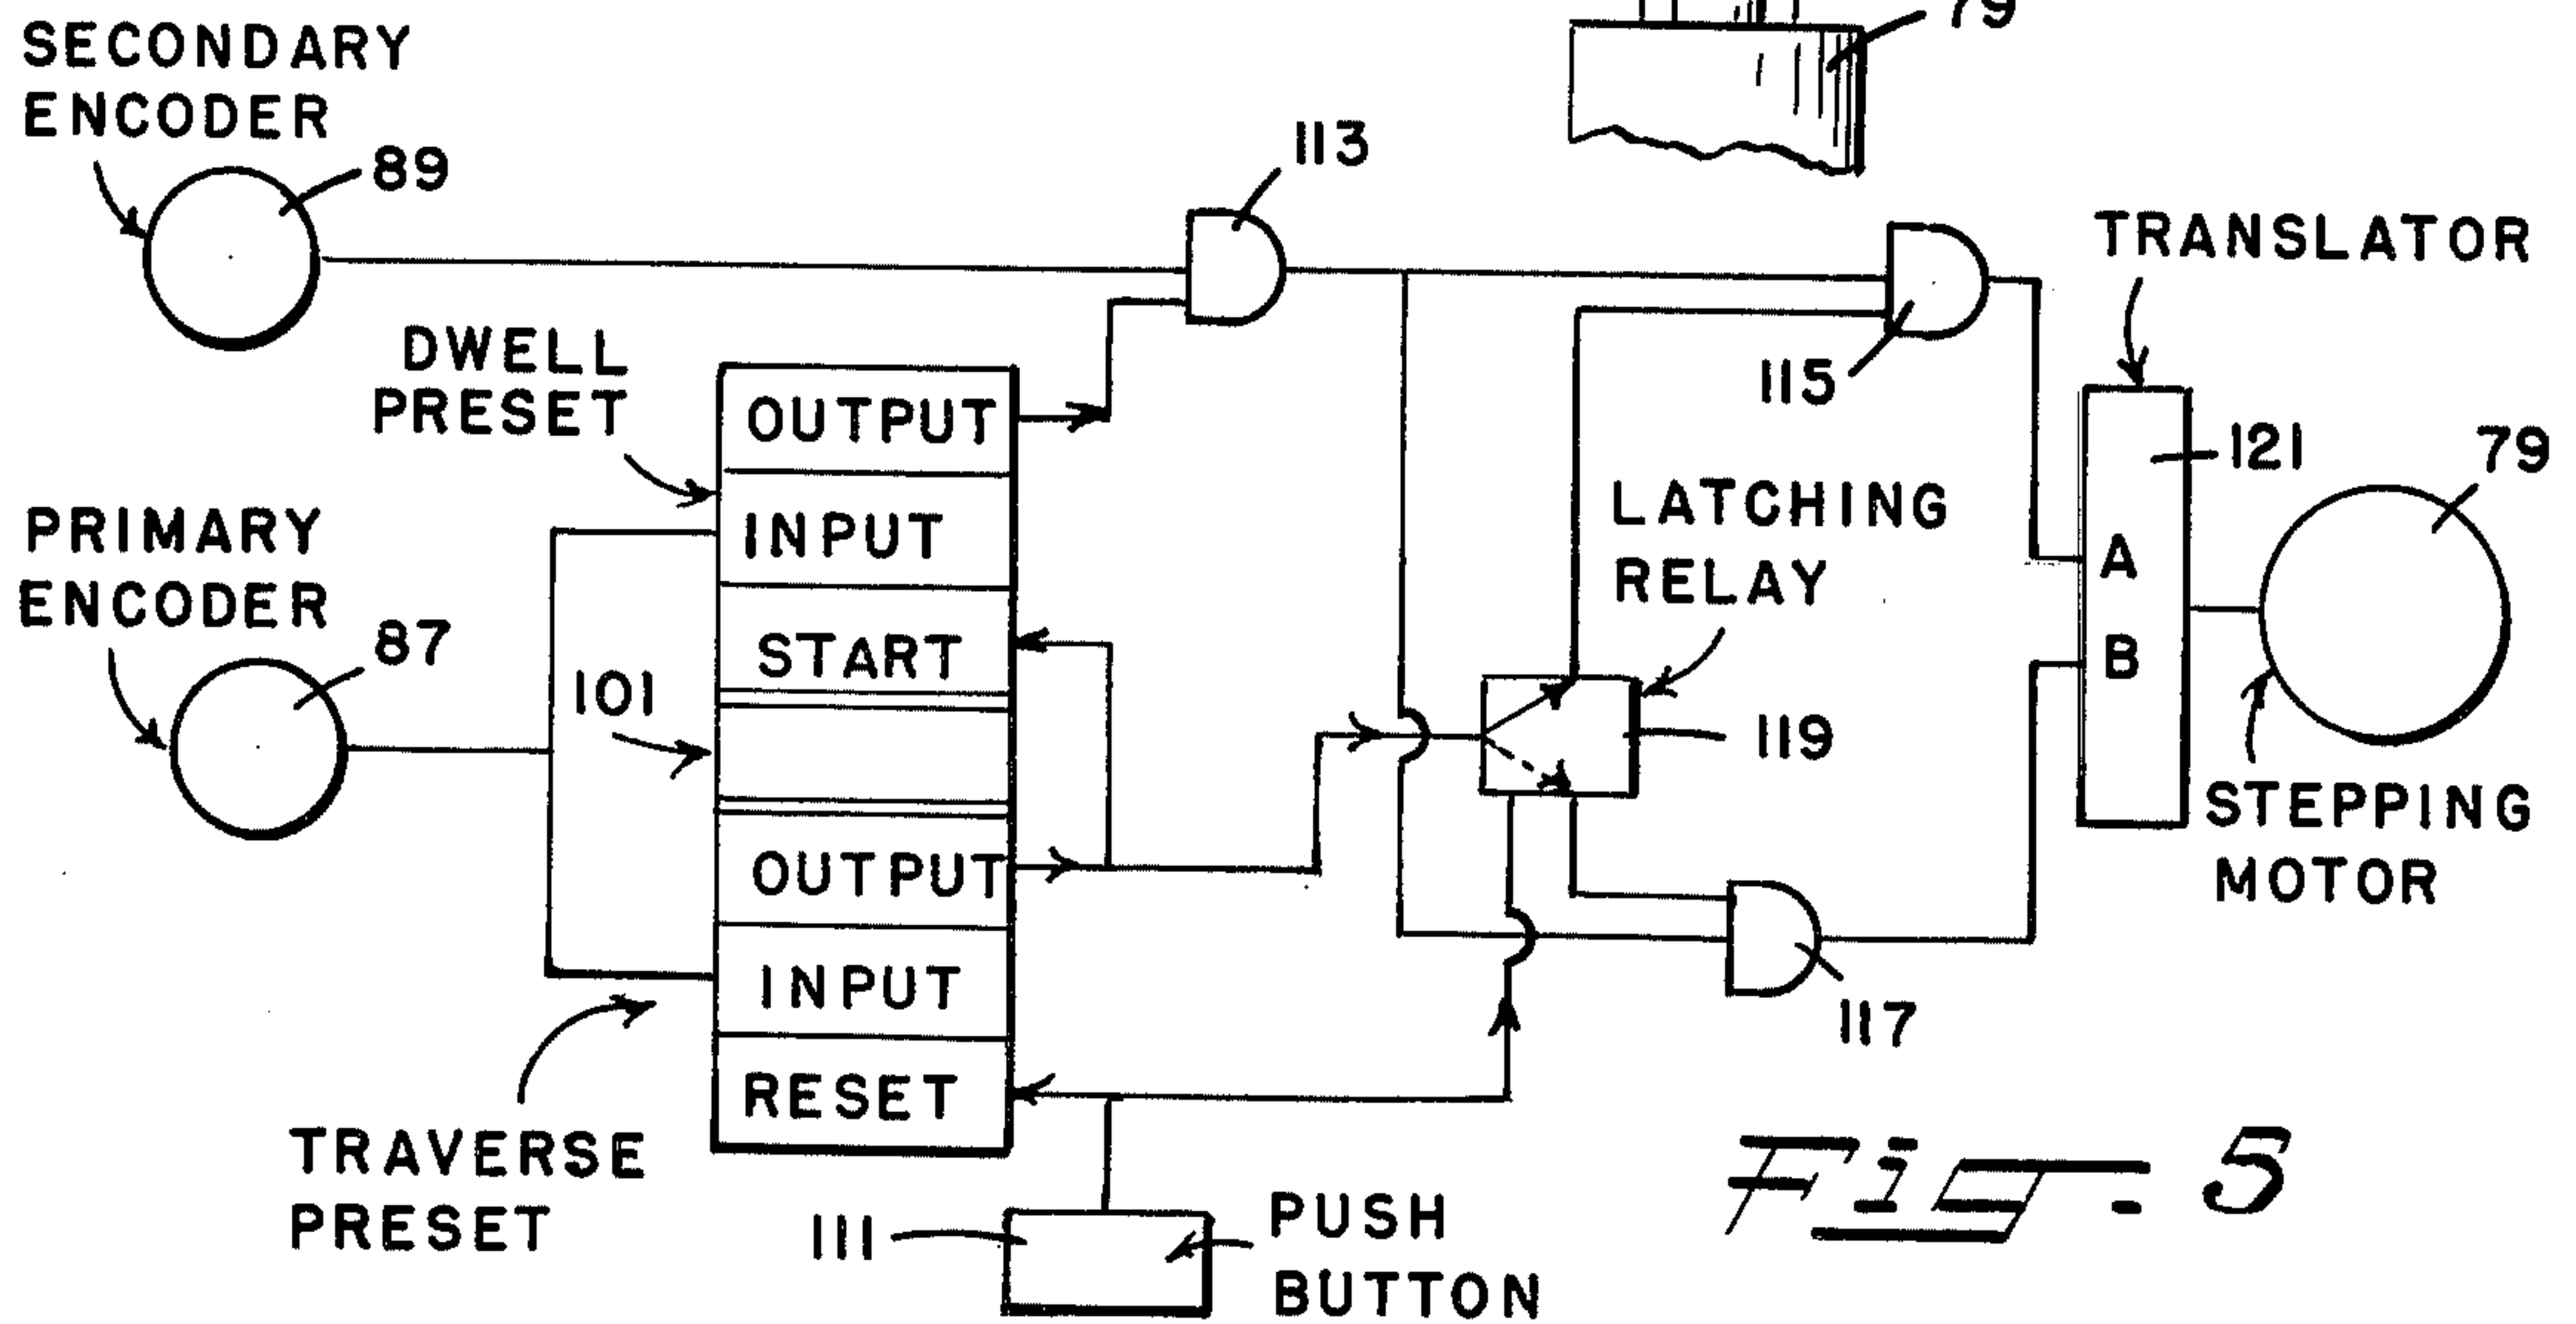 79
SECONDARY
ENCODER
89
113
TRANSLATOR
DWELL
PRESET
115
OUTPUT
121
79
LATCHING
RELAY
PRIMARY
ENCODER
87
INPUT
A
START
B
101
119
STEPPING
MOTOR
OUTPUT
INPUT
117
RESET
TRAVERSE
PRESET
111
PUSH
BUTTON
Fig. 5